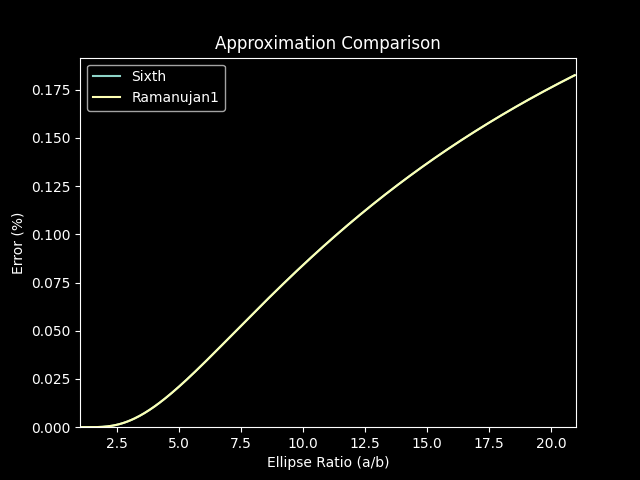 Approximation Comparison
Sixth
Ramanujan1
0.175
0.150
0.125
0.100
0.075
0.050
0.025
0.000
Error (%)
2.5 5.0 7.5 10.0 12.5 15.0 17.5 20.0
Ellipse Ratio (a/b)